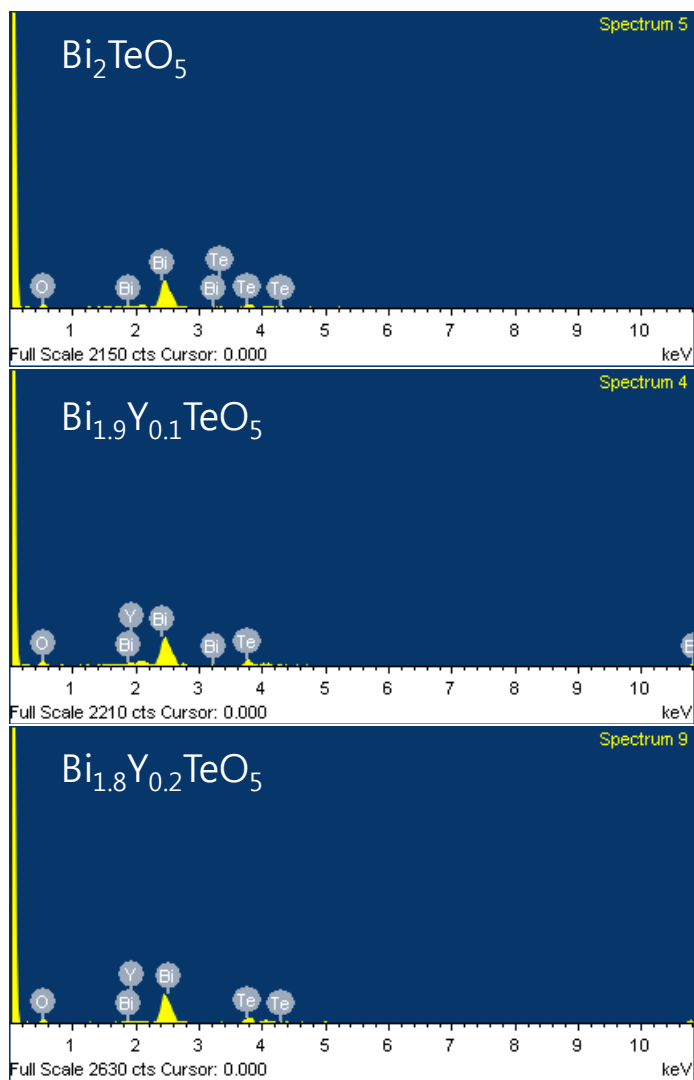 Spectrum 5
Bi₂TeO₅
Te
Bi
O Bi Bi Te Te
1 2 3 4 5 6 7 8 9 10
Full Scale 2150 cts Cursor: 0.000 keV
Spectrum 4
Bi₁.₉Y₀.₁TeO₅
Y Bi
O Bi Bi Te
1 2 3 4 5 6 7 8 9 10
Full Scale 2210 cts Cursor: 0.000 keV
Spectrum 9
Bi₁.₈Y₀.₂TeO₅
Y Bi
O Bi Te Te
1 2 3 4 5 6 7 8 9 10
Full Scale 2630 cts Cursor: 0.000 keV